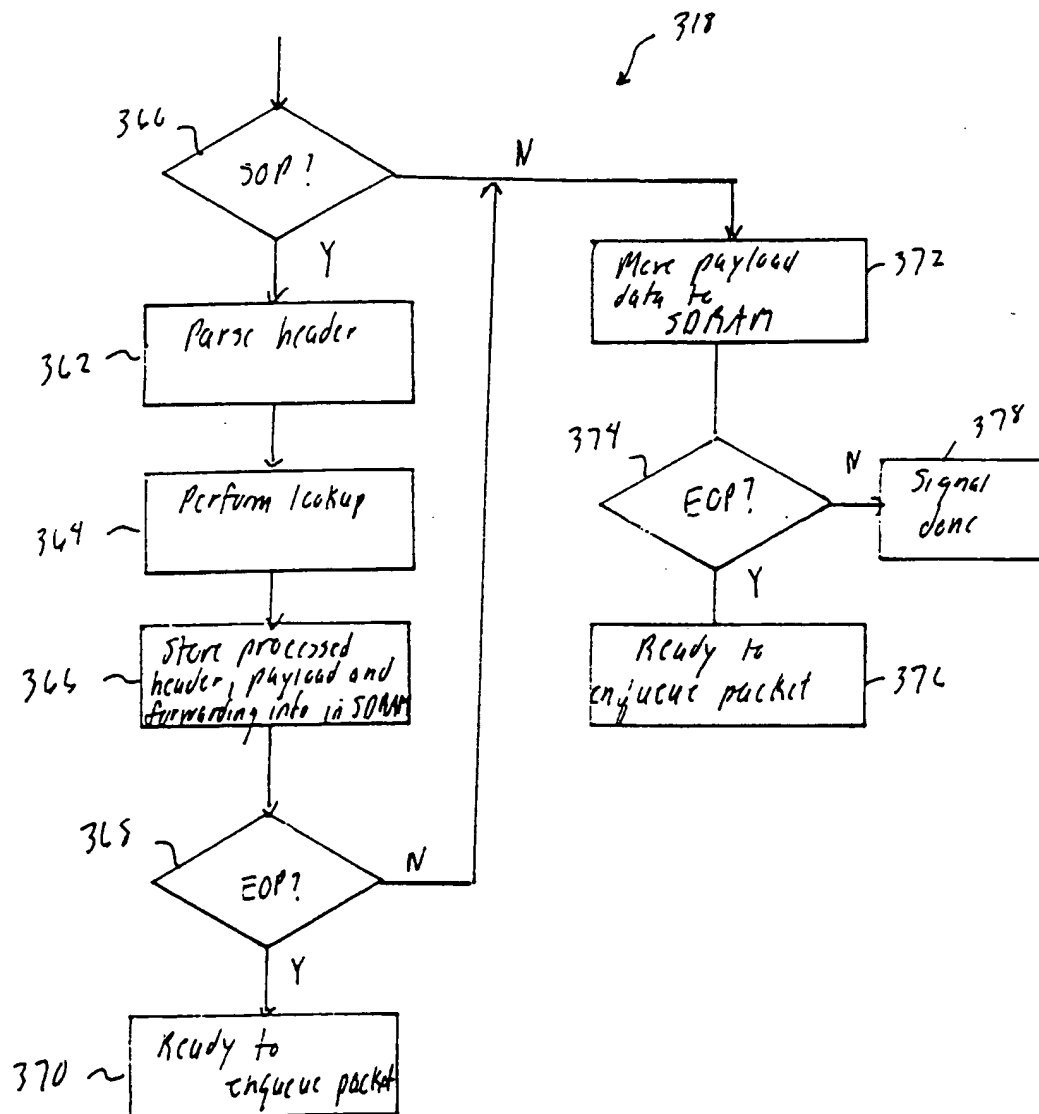 318
366
SOP?
N
Y
Move payload
data to
SDRAM
372
Parse header
362
374
EOP?
N
378
Signal
done
Y
Perform lookup
364
Store processed
header, payload and
forwarding info in SDRAM
366
Ready to
enqueue packet
376
368
EOP?
N
Y
Ready to
enqueue packet
370